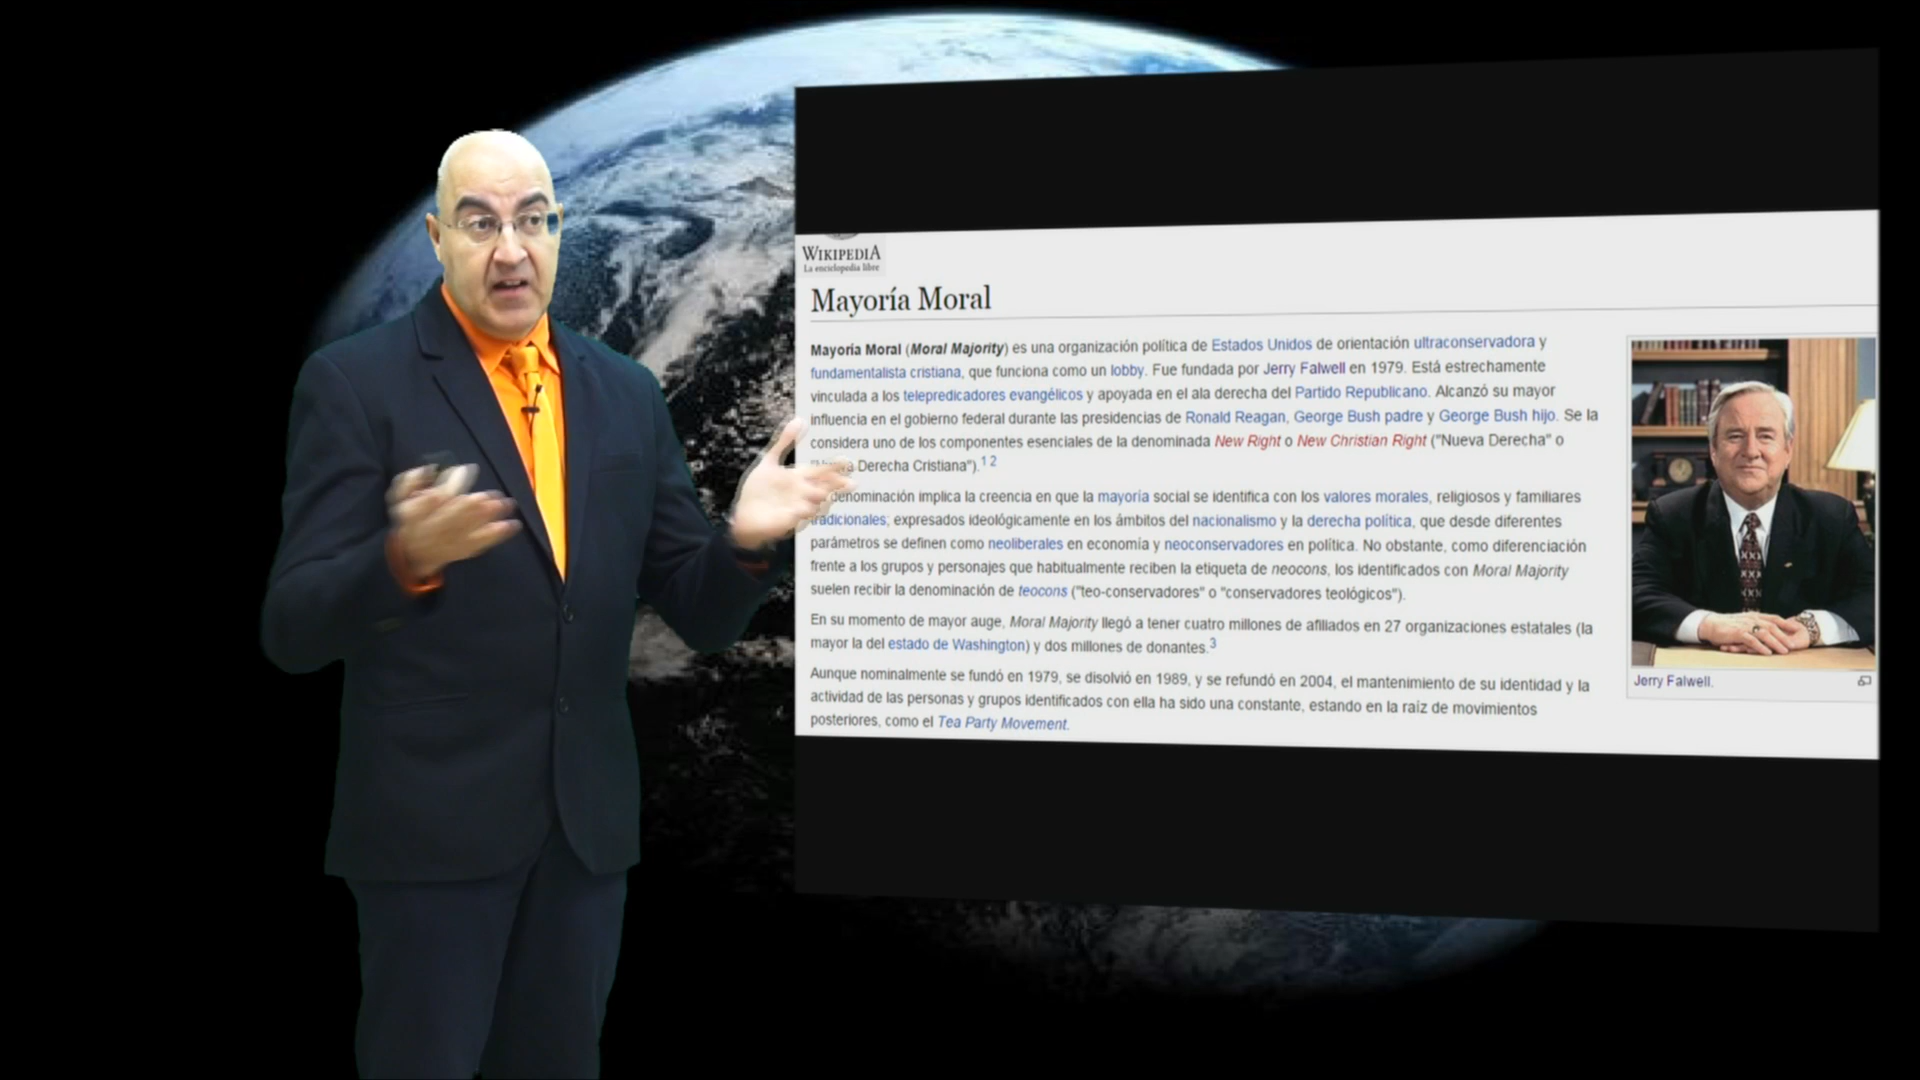 WIKIPEDIA
La enciclopedia libre
Mayoría Moral
Mayoría Moral (Moral Majority) es una organización política de Estados Unidos de orientación ultraconservadora y
fundamentalista cristiana, que funciona como un lobby. Fue fundada por Jerry Falwell en 1979. Está estrechamente
vinculada a los telepredicadores evangélicos y apoyada en el ala derecha del Partido Republicano. Alcanzó su mayor
influencia en el gobierno federal durante las presidencias de Ronald Reagan, George Bush padre y George Bush hijo. Se la
considera uno de los componentes esenciales de la denominada New Right o New Christian Right ("Nueva Derecha" o
Derecha Cristiana").1 2
denominación implica la creencia en que la mayoría social se identifica con los valores morales, religiosos y familiares
tradicionales; expresados ideológicamente en los ámbitos del nacionalismo y la derecha política, que desde diferentes
parámetros se definen como neoliberales en economía y neoconservadores en política. No obstante, como diferenciación
frente a los grupos y personajes que habitualmente reciben la etiqueta de neocons, los identificados con Moral Majority
suelen recibir la denominación de teocons ("teo-conservadores" o "conservadores teológicos").
En su momento de mayor auge, Moral Majority llegó a tener cuatro millones de afiliados en 27 organizaciones estatales (la
mayor la del estado de Washington) y dos millones de donantes.3
Aunque nominalmente se fundó en 1979, se disolvió en 1989, y se refundó en 2004, el mantenimiento de su identidad y la
actividad de las personas y grupos identificados con ella ha sido una constante, estando en la raíz de movimientos
posteriores, como el Tea Party Movement.
Jerry Falwell.